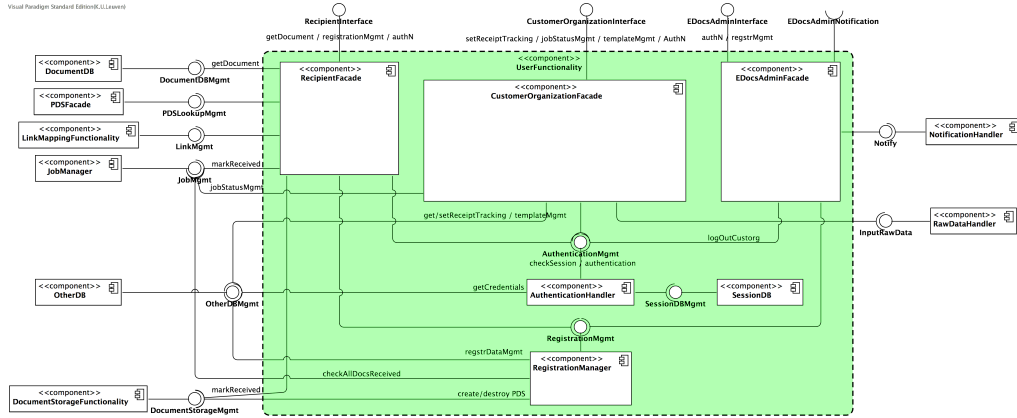 Visual Paradigm Standard Edition(K.U.Leuven)
RecipientInterface
CustomerOrganizationInterface
EDocsAdminInterface
EDocsAdminNotification
getDocument / registrationMgmt / authN
setReceiptTracking / jobStatusMgmt / templateMgmt / AuthN
authN / regstrMgmt
<<component>>
UserFunctionality
<<component>>
DocumentDB
getDocument
DocumentDBMgmt
<<component>>
RecipientFacade
<<component>>
CustomerOrganizationFacade
<<component>>
EDocsAdminFacade
<<component>>
PDSFacade
PDSLookupMgmt
<<component>>
LinkMappingFunctionality
LinkMgmt
Notify
<<component>>
NotificationHandler
<<component>>
JobManager
markReceived
JobMgmt
jobStatusMgmt
get/setReceiptTracking / templateMgmt
InputRawData
<<component>>
RawDataHandler
logOutCustorg
AuthenticationMgmt
checkSession / authentication
<<component>>
OtherDB
OtherDBMgmt
getCredentials
<<component>>
AuthenticationHandler
SessionDBMgmt
<<component>>
SessionDB
RegistrationMgmt
regstrDataMgmt
<<component>>
RegistrationManager
checkAllDocsReceived
markReceived
create/destroy PDS
<<component>>
DocumentStorageFunctionality
DocumentStorageMgmt